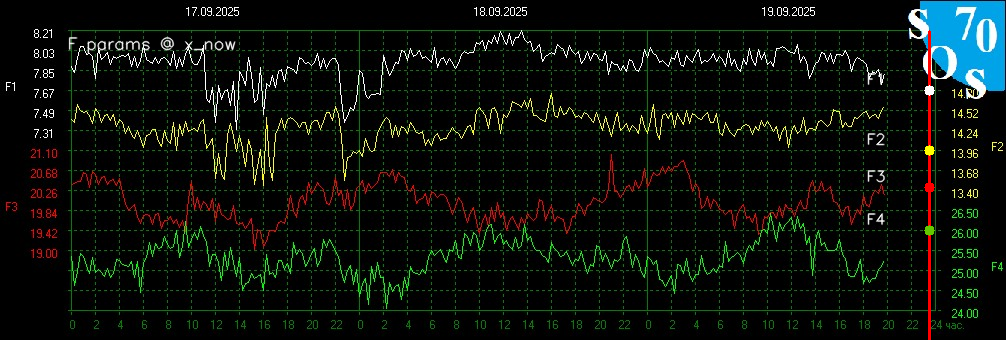 17.09.2025 18.09.2025 19.09.2025
SOS 70
F params @ x_now
8.21
8.03
7.85
F1
F1
7.67
7.49
7.31
14.52
14.24
F2
F2
21.10
13.96
20.68
13.68
F3
20.26
13.40
F3
19.84
26.50
F4
19.42
26.00
19.00
25.50
25.00
F4
24.50
24.00
0 2 4 6 8 10 12 14 16 18 20 22 0 2 4 6 8 10 12 14 16 18 20 22 0 2 4 6 8 10 12 14 16 18 20 22 24 час.